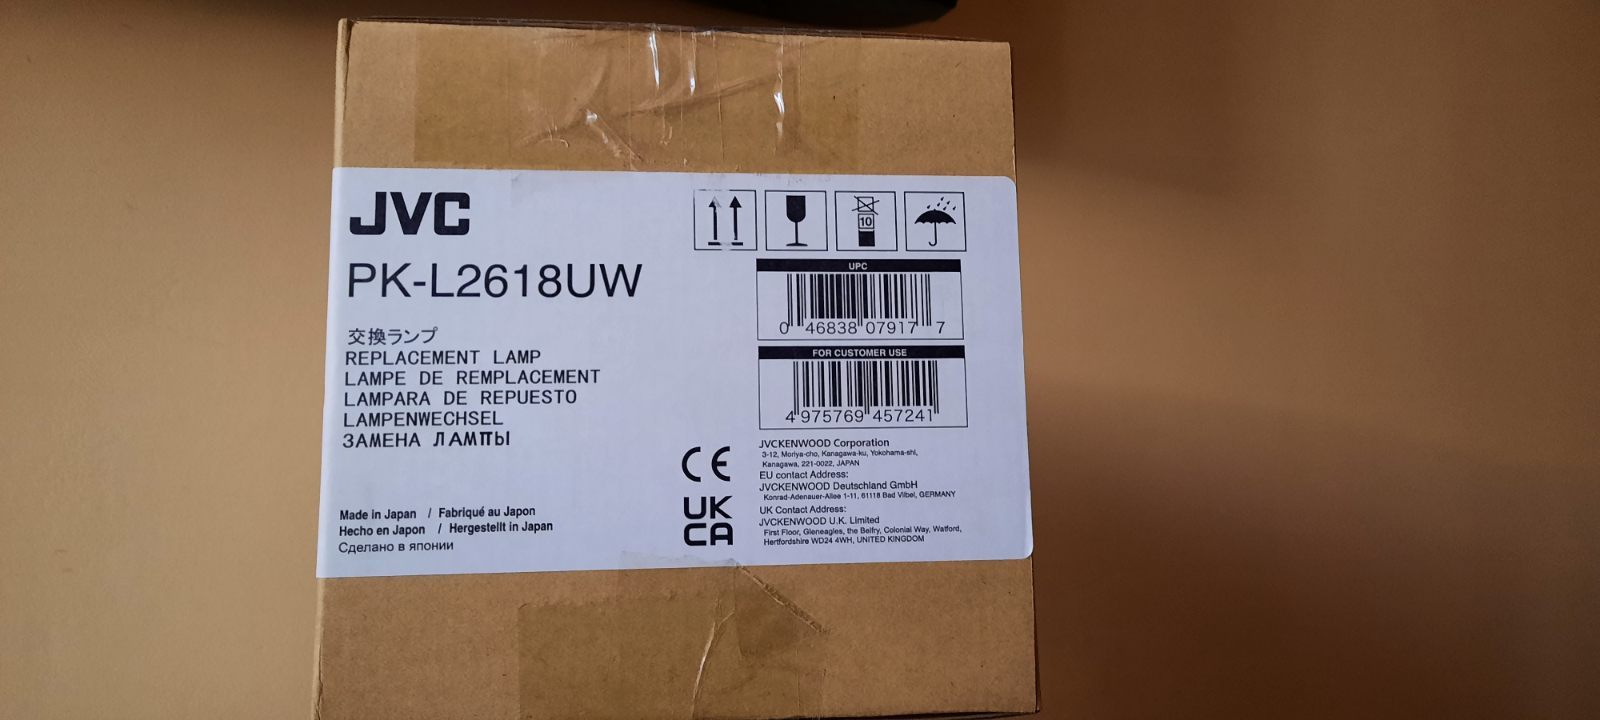 JVC
PK-L2618UW
交換ランプ
REPLACEMENT LAMP
LAMPE DE REMPLACEMENT
LAMPARA DE REPUESTO
LAMPENWECHSEL
ЗАМЕНА ЛАМПЫ
Made in Japan / Fabriqué au Japon
Hecho en Japon / Hergestellt in Japan
Сделано в японии
CE
UK
CA
10
UPC
0 46838 07917 7
FOR CUSTOMER USE
4 975769 457241
JVCKENWOOD Corporation
3-12, Moriya-cho, Kanagawa-ku, Yokohama-shi,
Kanagawa, 221-0022, JAPAN
EU contact Address:
JVCKENWOOD Deutschland GmbH
Konrad-Adenauer-Allee 1-11, 61118 Bad Vilbel, GERMANY
UK Contact Address:
JVCKENWOOD U.K. Limited
First Floor, Gleneagles, the Belfry, Colonial Way, Watford,
Hertfordshire WD24 4WH, UNITED KINGDOM